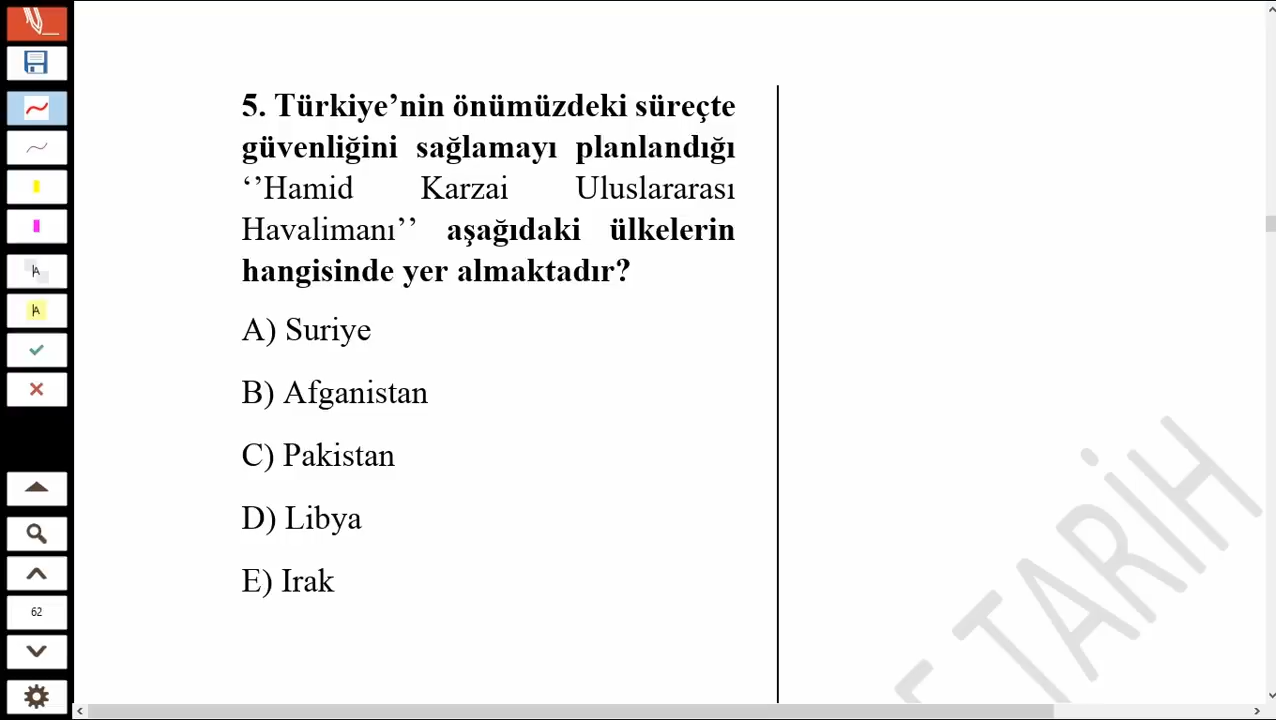 5. Türkiye’nin önümüzdeki süreçte
güvenliğini sağlamayı planlandığı
‘’Hamid Karzai Uluslararası
Havalimanı’’ aşağıdaki ülkelerin
hangisinde yer almaktadır?
A) Suriye
B) Afganistan
C) Pakistan
D) Libya
E) Irak
62
TARİH